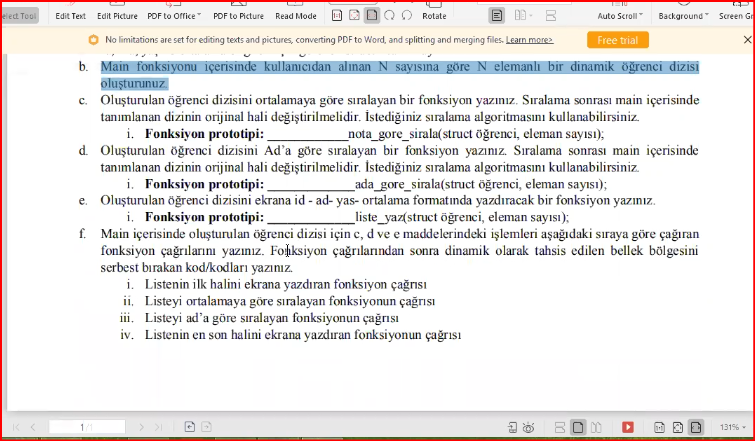 elect Tool Edit Text Edit Picture PDF to Office PDF to Picture Read Mode Rotate Auto Scroll Background Screen Gr
No limitations are set for editing texts and pictures, converting PDF to Word, and splitting and merging files. Learn more> Free trial
b. Main fonksiyonu içerisinde kullanıcıdan alınan N sayısına göre N elemanlı bir dinamik öğrenci dizisi
oluşturunuz.
c. Oluşturulan öğrenci dizisini ortalamaya göre sıralayan bir fonksiyon yazınız. Sıralama sonrası main içerisinde
tanımlanan dizinin orijinal hali değiştirilmelidir. İstediğiniz sıralama algoritmasını kullanabilirsiniz.
i. Fonksiyon prototipi: ____________nota_gore_sirala(struct öğrenci, eleman sayısı);
d. Oluşturulan öğrenci dizisini Ad'a göre sıralayan bir fonksiyon yazınız. Sıralama sonrası main içerisinde
tanımlanan dizinin orijinal hali değiştirilmelidir. İstediğiniz sıralama algoritmasını kullanabilirsiniz.
i. Fonksiyon prototipi: _____________ada_gore_sirala(struct öğrenci, eleman sayısı);
e. Oluşturulan öğrenci dizisini ekrana id - ad- yas- ortalama formatında yazdıracak bir fonksiyon yazınız.
i. Fonksiyon prototipi: _____________liste_yaz(struct öğrenci, eleman sayısı);
f. Main içerisinde oluşturulan öğrenci dizisi için c, d ve e maddelerindeki işlemleri aşağıdaki sıraya göre çağıran
fonksiyon çağrılarını yazınız. Fonksiyon çağrılarından sonra dinamik olarak tahsis edilen bellek bölgesini
serbest bırakan kod/kodları yazınız.
i. Listenin ilk halini ekrana yazdıran fonksiyon çağrısı
ii. Listeyi ortalamaya göre sıralayan fonksiyonun çağrısı
iii. Listeyi ad'a göre sıralayan fonksiyonun çağrısı
iv. Listenin en son halini ekrana yazdıran fonksiyonun çağrısı
1/1 131%